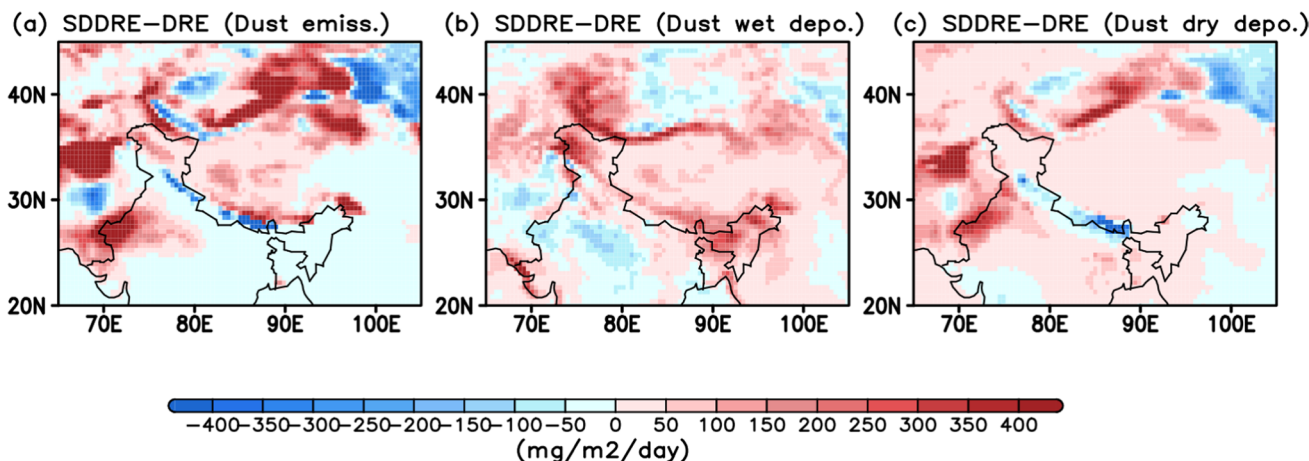 (a) SDDRE−DRE (Dust emiss.)
(b) SDDRE−DRE (Dust wet depo.)
(c) SDDRE−DRE (Dust dry depo.)
40N
30N
20N
70E 80E 90E 100E
40N
30N
20N
70E 80E 90E 100E
40N
30N
20N
70E 80E 90E 100E
−400−350−300−250−200−150−100−50 0 50 100 150 200 250 300 350 400
(mg/m2/day)